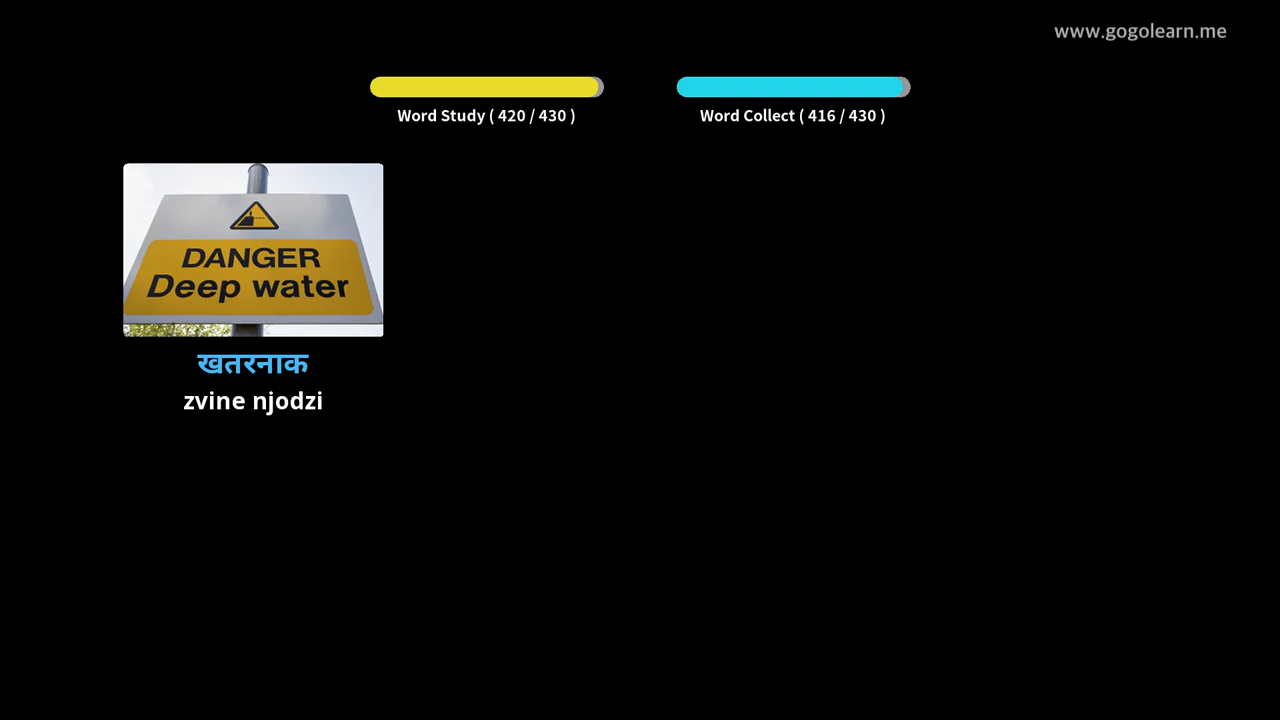 www.gogolearn.me
Word Study ( 420 / 430 )
Word Collect ( 416 / 430 )
DANGER
Deep water
खतरनाक
zvine njodzi